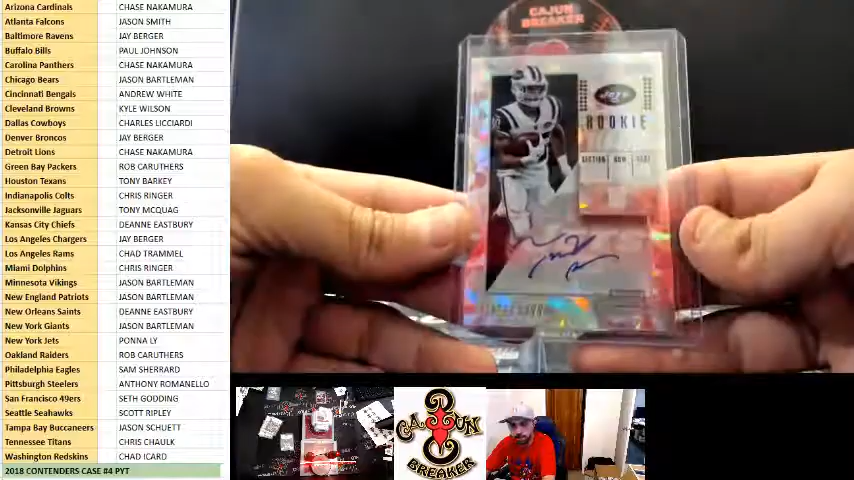 Arizona Cardinals CHASE NAKAMURA
Atlanta Falcons JASON SMITH
Baltimore Ravens JAY BERGER
Buffalo Bills PAUL JOHNSON
Carolina Panthers CHASE NAKAMURA
Chicago Bears JASON BARTLEMAN
Cincinnati Bengals ANDREW WHITE
Cleveland Browns KYLE WILSON
Dallas Cowboys CHARLES LICCIARDI
Denver Broncos JAY BERGER
Detroit Lions CHASE NAKAMURA
Green Bay Packers ROB CARUTHERS
Houston Texans TONY BARKEY
Indianapolis Colts CHRIS RINGER
Jacksonville Jaguars TONY MCQUAG
Kansas City Chiefs DEANNE EASTBURY
Los Angeles Chargers JAY BERGER
Los Angeles Rams CHAD TRAMMEL
Miami Dolphins CHRIS RINGER
Minnesota Vikings JASON BARTLEMAN
New England Patriots JASON BARTLEMAN
New Orleans Saints DEANNE EASTBURY
New York Giants JASON BARTLEMAN
New York Jets PONNA LY
Oakland Raiders ROB CARUTHERS
Philadelphia Eagles SAM SHERRARD
Pittsburgh Steelers ANTHONY ROMANELLO
San Francisco 49ers SETH GODDING
Seattle Seahawks SCOTT RIPLEY
Tampa Bay Buccaneers JASON SCHUETT
Tennessee Titans CHRIS CHAULK
Washington Redskins CHAD ICARD
2018 CONTENDERS CASE #4 PYT
CAJUN
BREAKER
JETS
ROOKIE
SECTION ROW SEAT
CAJUN
BREAKER